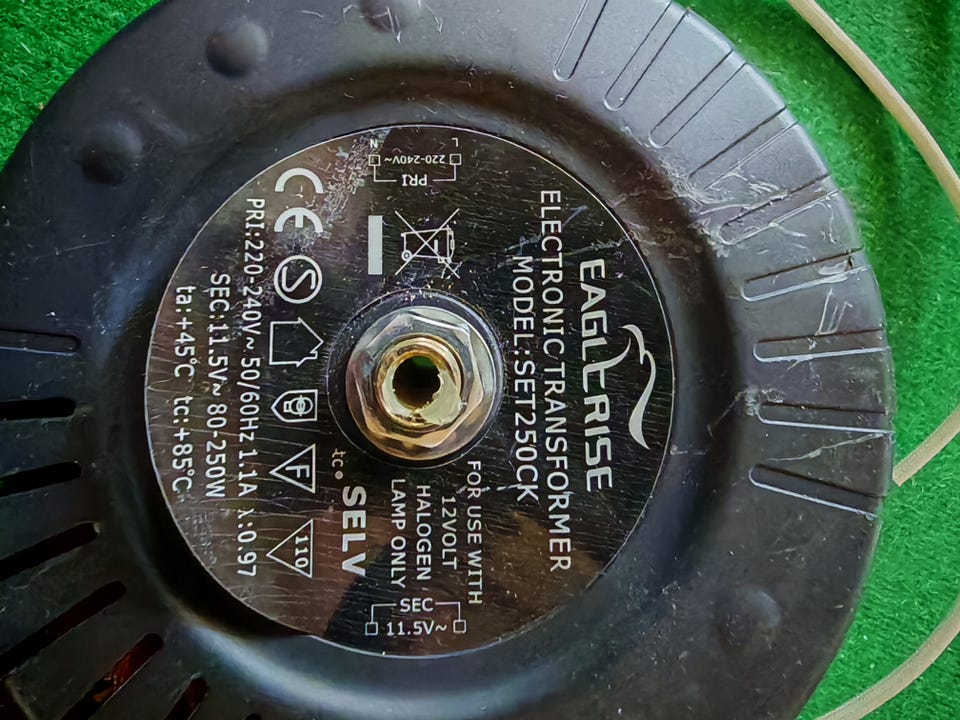 EAGLERISE
ELECTRONIC TRANSFORMER
MODEL:SET250CK
PRI
220-240V~
L
N
FOR USE WITH
12VOLT
HALOGEN
LAMP ONLY
SEC
11.5V~
tc•
SELV
CE
F
110
PRI:220-240V~ 50/60Hz 1.1A λ:0.97
SEC:11.5V~ 80-250W
ta:+45°C tc:+85°C